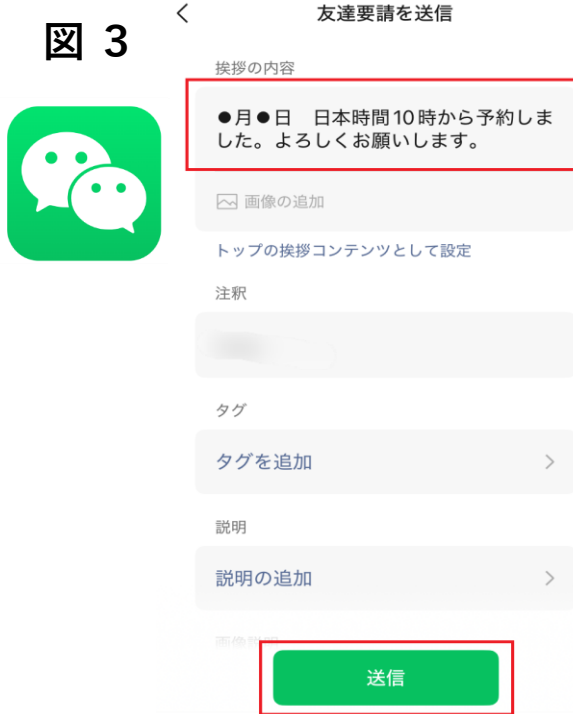 図 3
友達要請を送信
挨拶の内容
●月●日　日本時間10時から予約しま
した。よろしくお願いします。
画像の追加
トップの挨拶コンテンツとして設定
注釈
タグ
タグを追加
説明
説明の追加
画像説明
送信